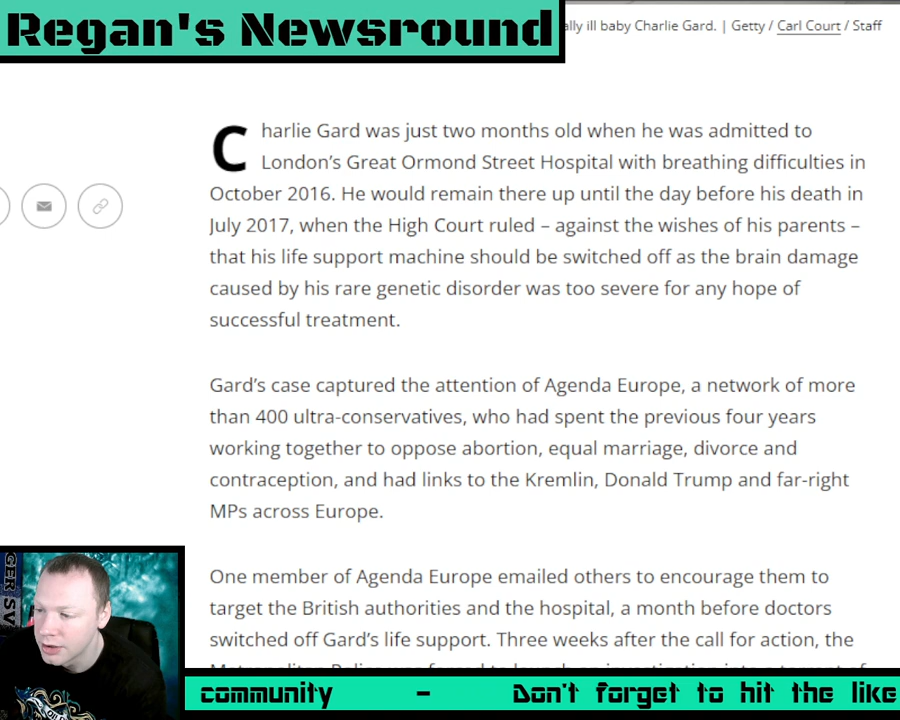 Regan's Newsround
ally ill baby Charlie Gard. | Getty / Carl Court / Staff
Charlie Gard was just two months old when he was admitted to
London's Great Ormond Street Hospital with breathing difficulties in
October 2016. He would remain there up until the day before his death in
July 2017, when the High Court ruled – against the wishes of his parents –
that his life support machine should be switched off as the brain damage
caused by his rare genetic disorder was too severe for any hope of
successful treatment.
Gard's case captured the attention of Agenda Europe, a network of more
than 400 ultra-conservatives, who had spent the previous four years
working together to oppose abortion, equal marriage, divorce and
contraception, and had links to the Kremlin, Donald Trump and far-right
MPs across Europe.
One member of Agenda Europe emailed others to encourage them to
target the British authorities and the hospital, a month before doctors
switched off Gard's life support. Three weeks after the call for action, the
community - Don't forget to hit the like